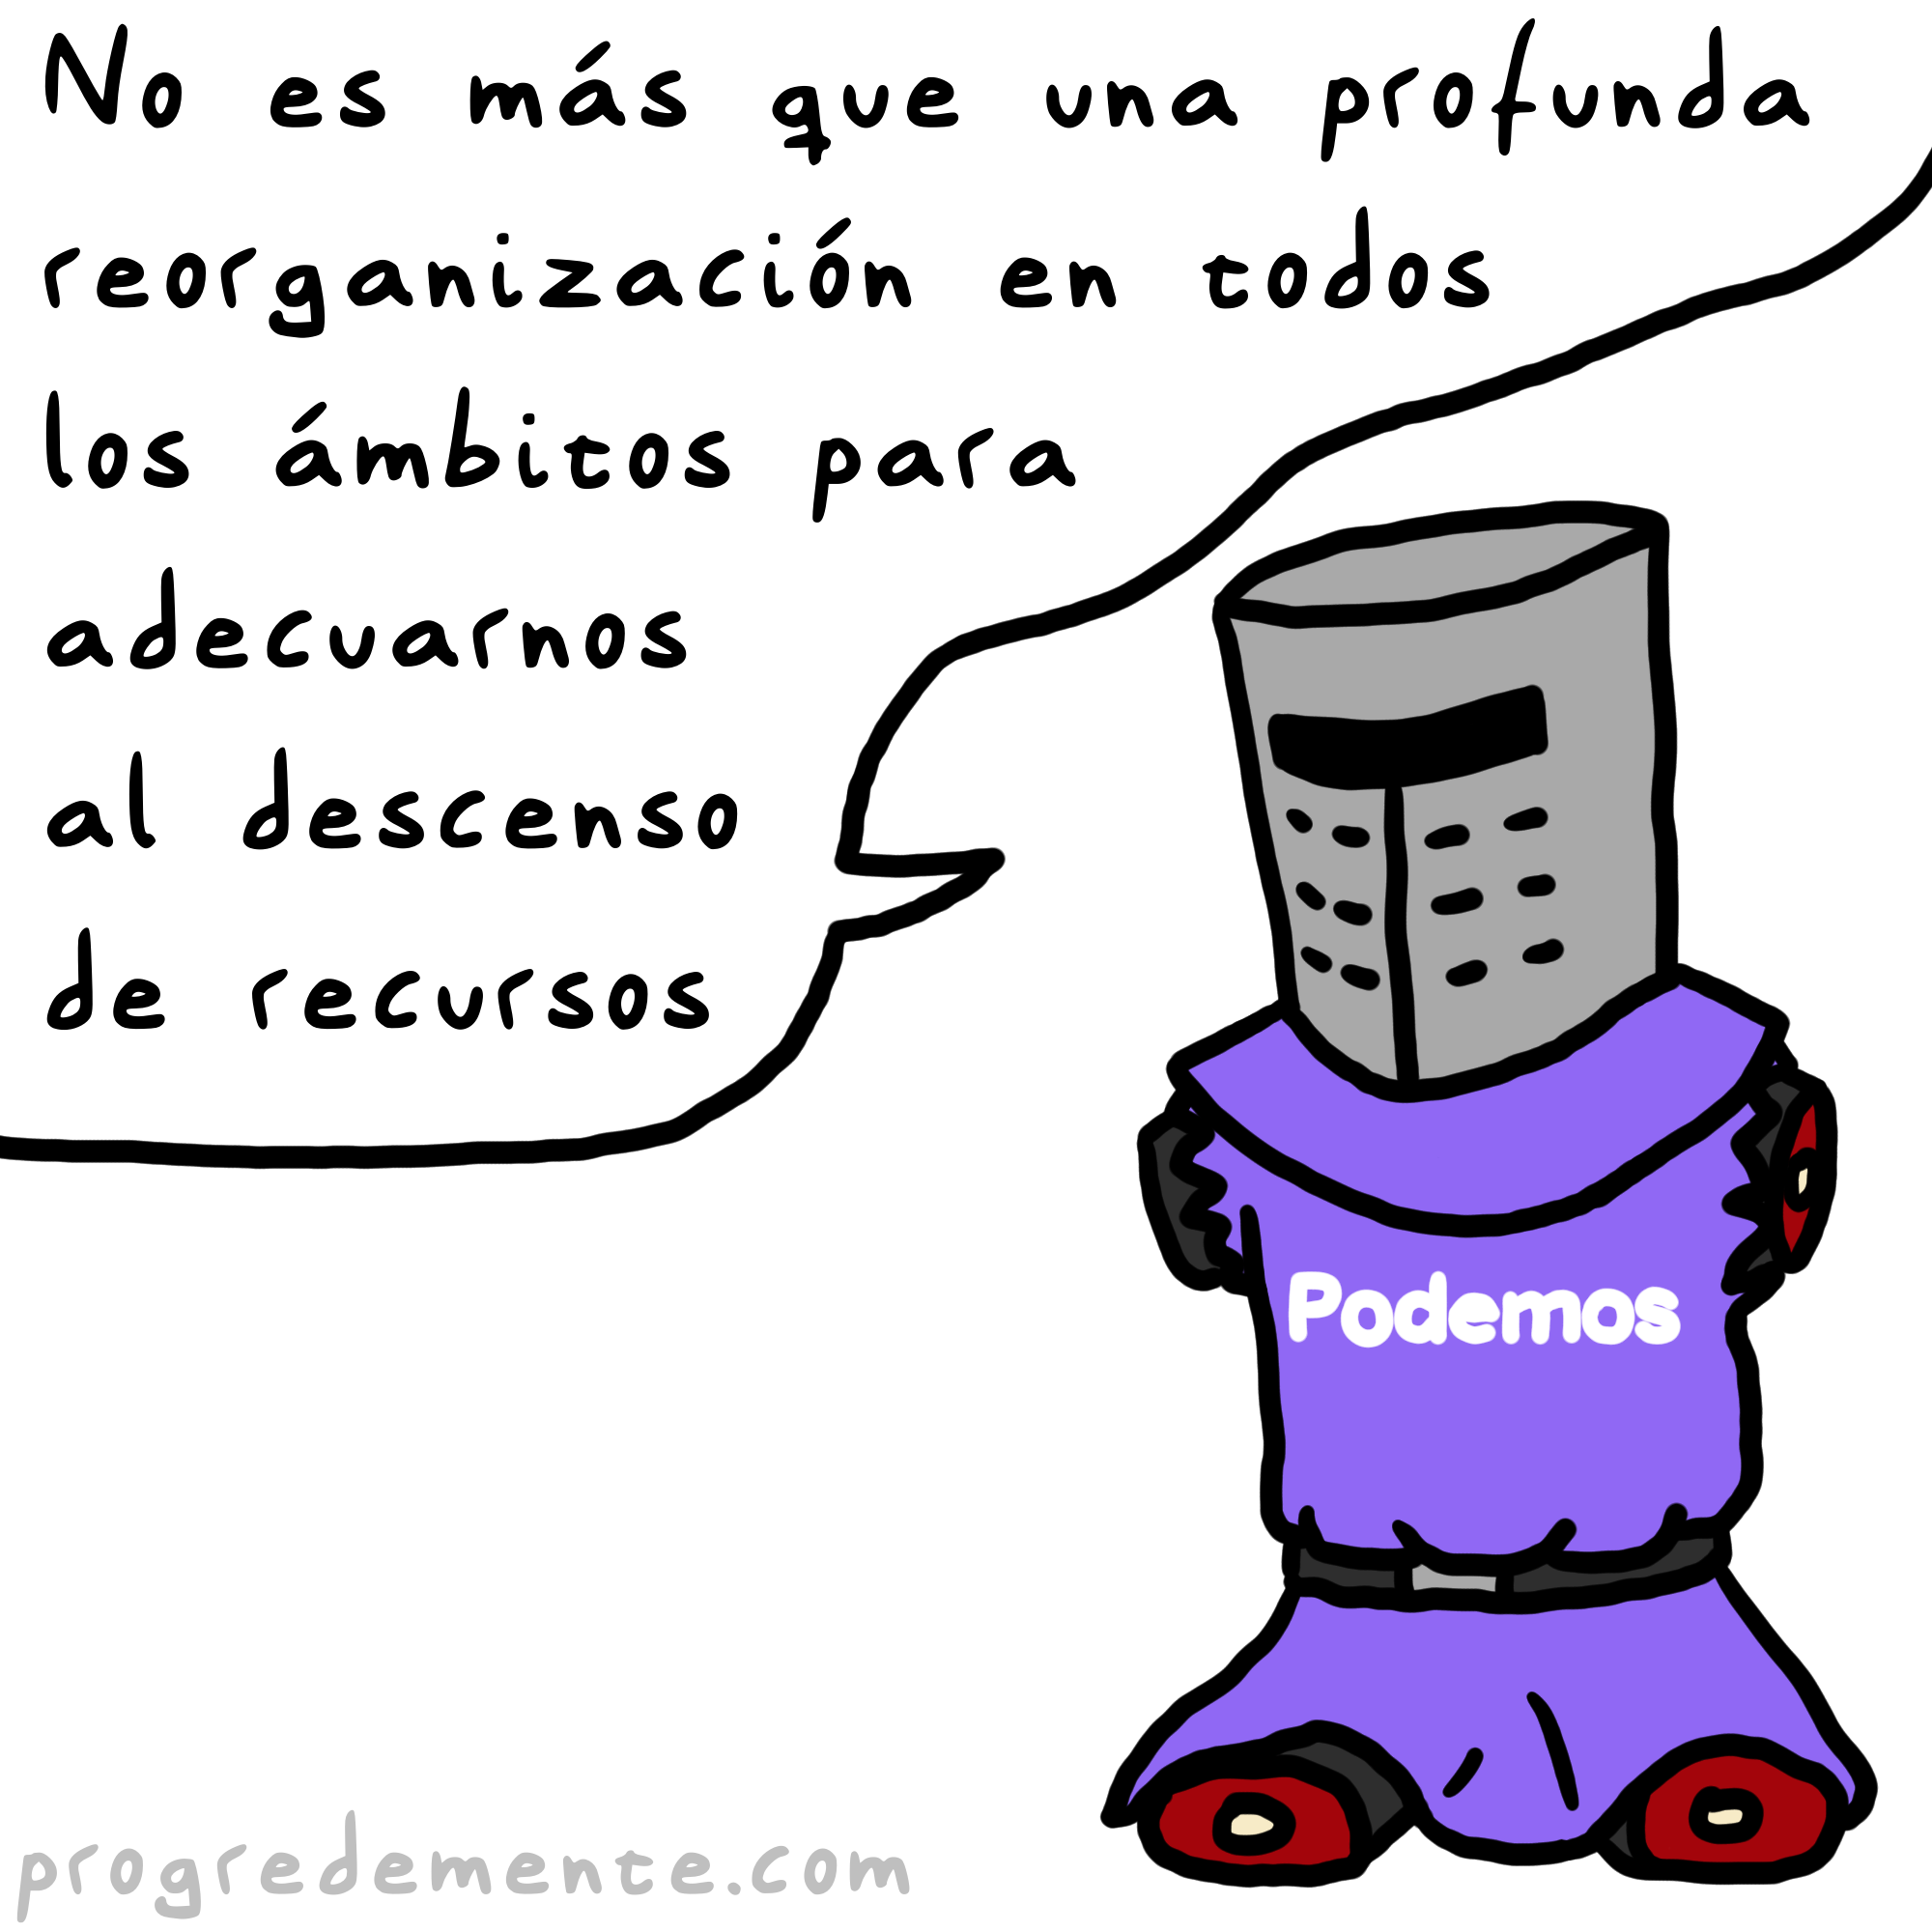 No es más que una profunda
reorganización en todos
los ámbitos para
adecuarnos
al descenso
de recursos
Podemos
progredemente.com